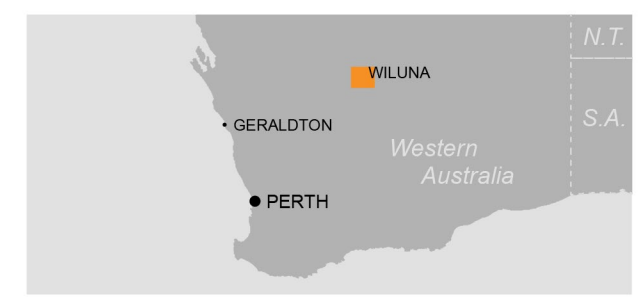 N.T.
WILUNA
S.A.
GERALDTON
Western
Australia
PERTH